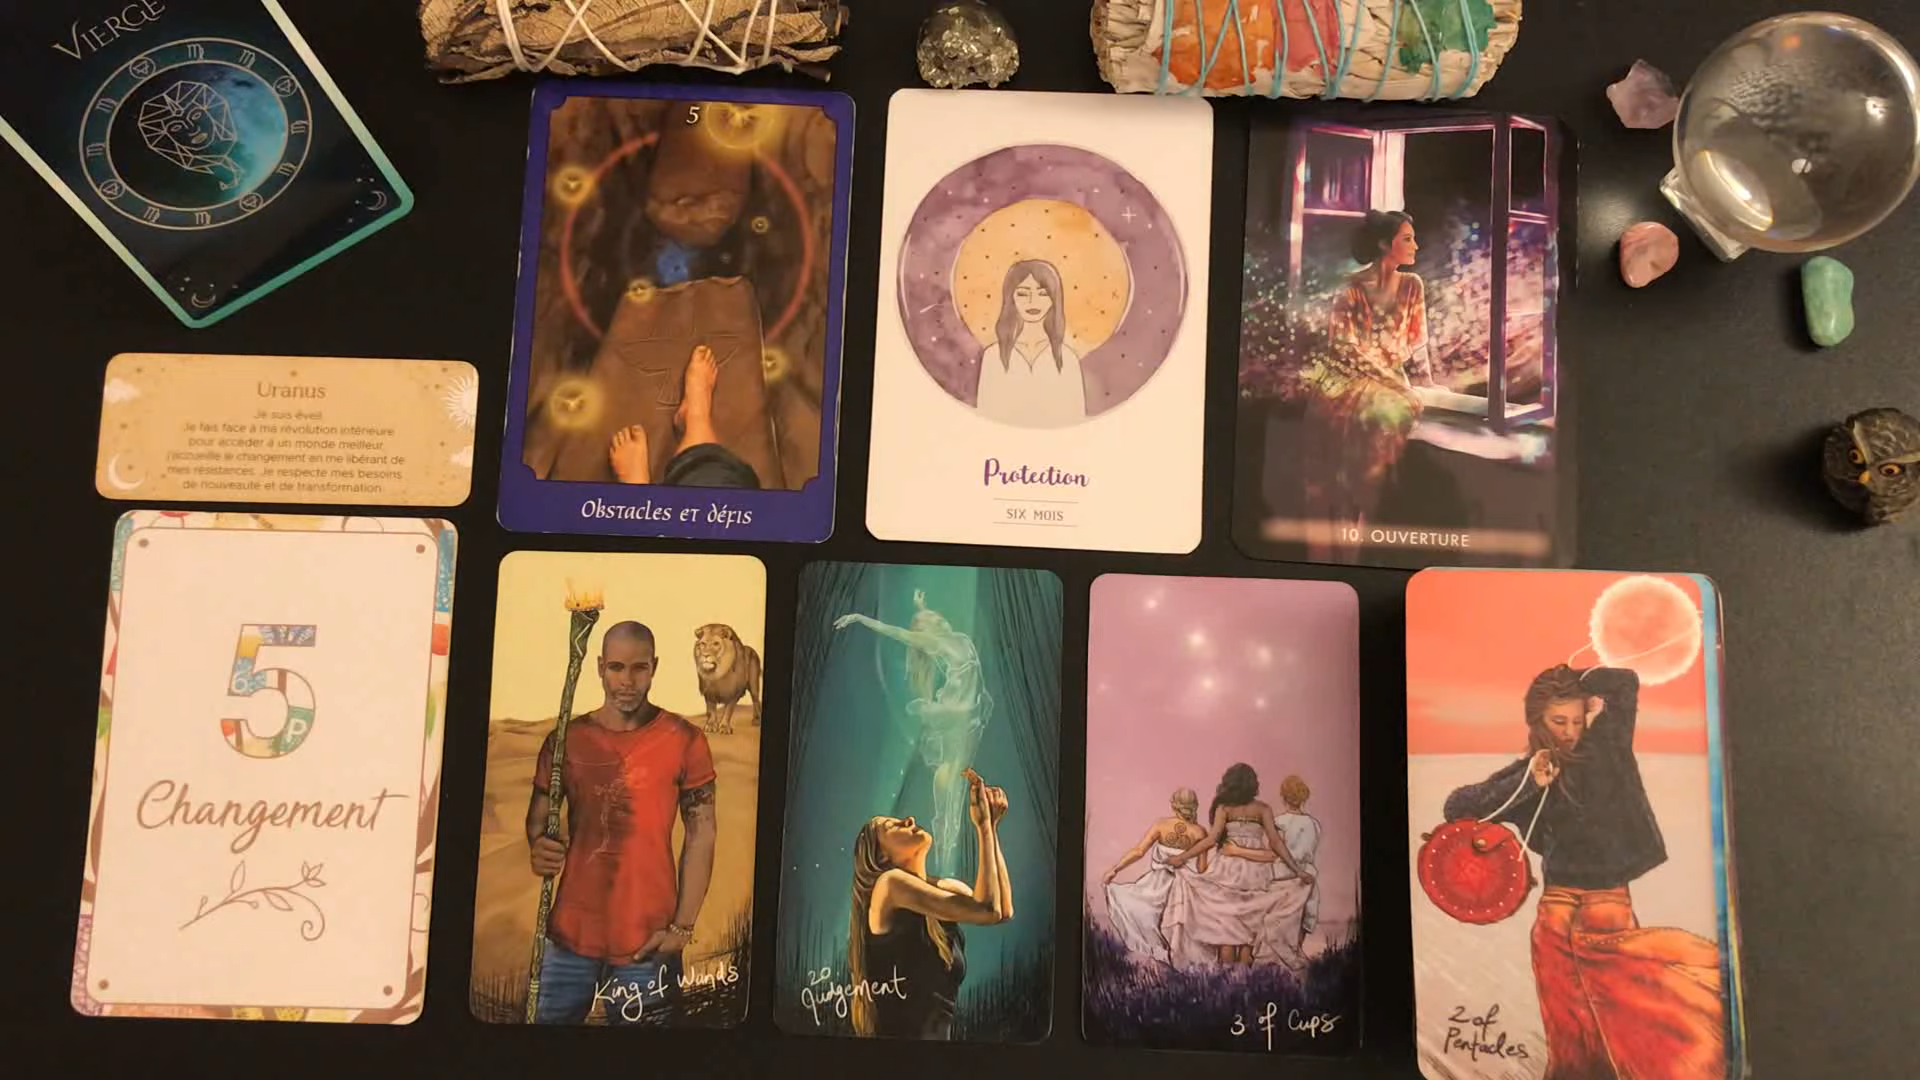 VIERGE
5
Obstacles et défis
Protection
SIX MOIS
10. OUVERTURE
Uranus
Je suis éveil.
Je fais face à ma révolution intérieure
pour accéder à un monde meilleur.
J'accueille le changement en me libérant de
mes résistances. Je respecte mes besoins
de nouveauté et de transformation.
5
Changement
King of Wands
20
Judgement
3 of Cups
2 of
Pentacles